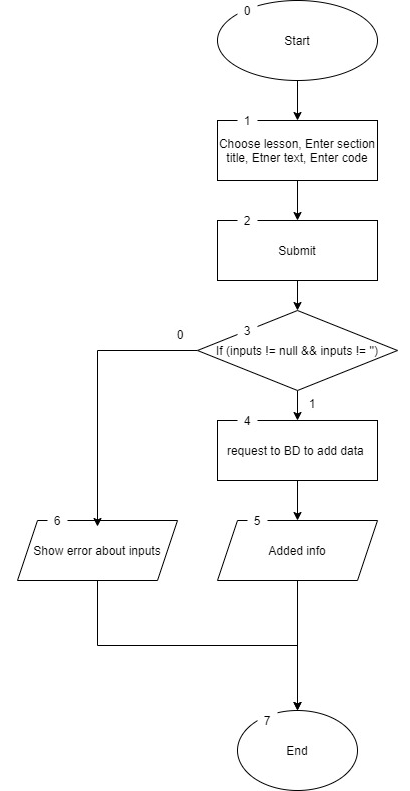 0
Start
1
Choose lesson, Enter section
title, Etner text, Enter code
2
Submit
0
3
If (inputs != null && inputs != '')
1
4
request to BD to add data
6
Show error about inputs
5
Added info
7
End